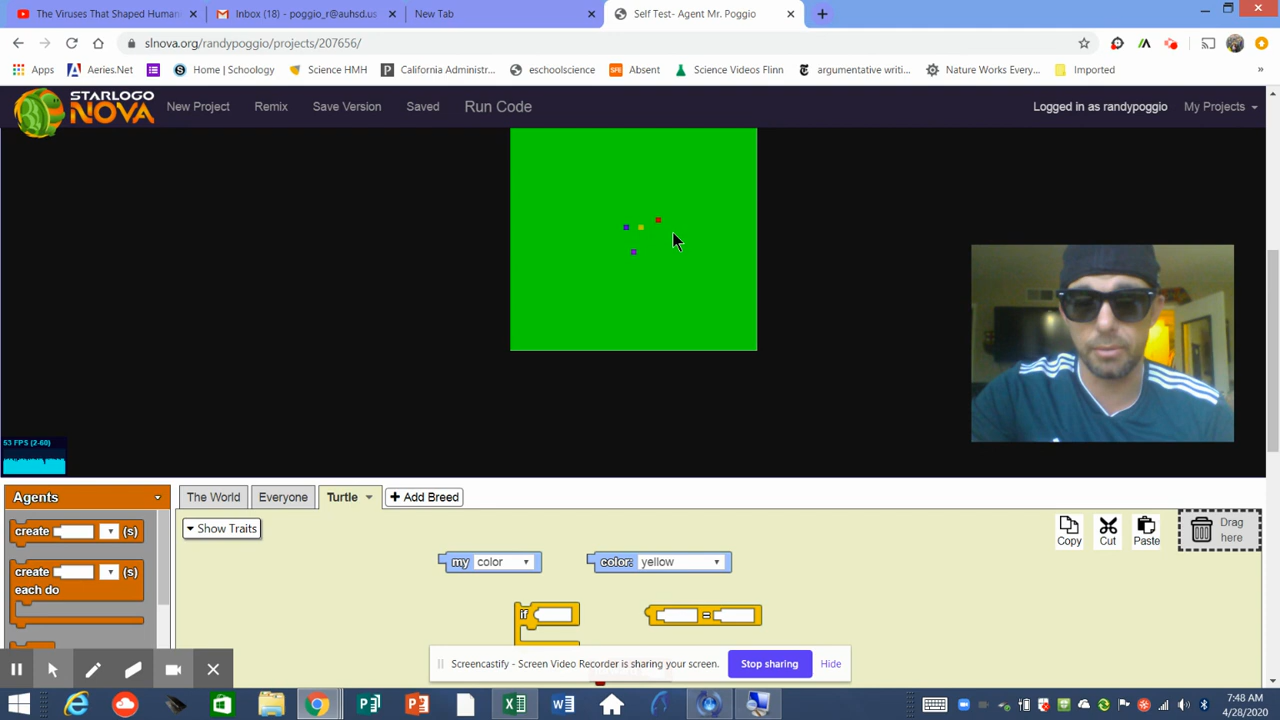 The Viruses That Shaped Human
Inbox (18) - poggio_r@auhsd.us
New Tab
Self Test- Agent Mr. Poggio
slnova.org/randypoggio/projects/207656/
Apps
Aeries.Net
Home | Schoology
Science HMH
California Administr...
eschoolscience
SFE Absent
Science Videos Flinn
argumentative writi...
Nature Works Every...
Imported
»
STARLOGO
NOVA
New Project
Remix
Save Version
Saved
Run Code
Logged in as randypoggio
My Projects
53 FPS (2-60)
Agents
The World
Everyone
Turtle
+ Add Breed
Show Traits
Copy
Cut
Paste
Drag
here
create (s)
create (s)
each do
my color
color: yellow
if
=
Screencastify - Screen Video Recorder is sharing your screen.
Stop sharing
Hide
7:48 AM
4/28/2020